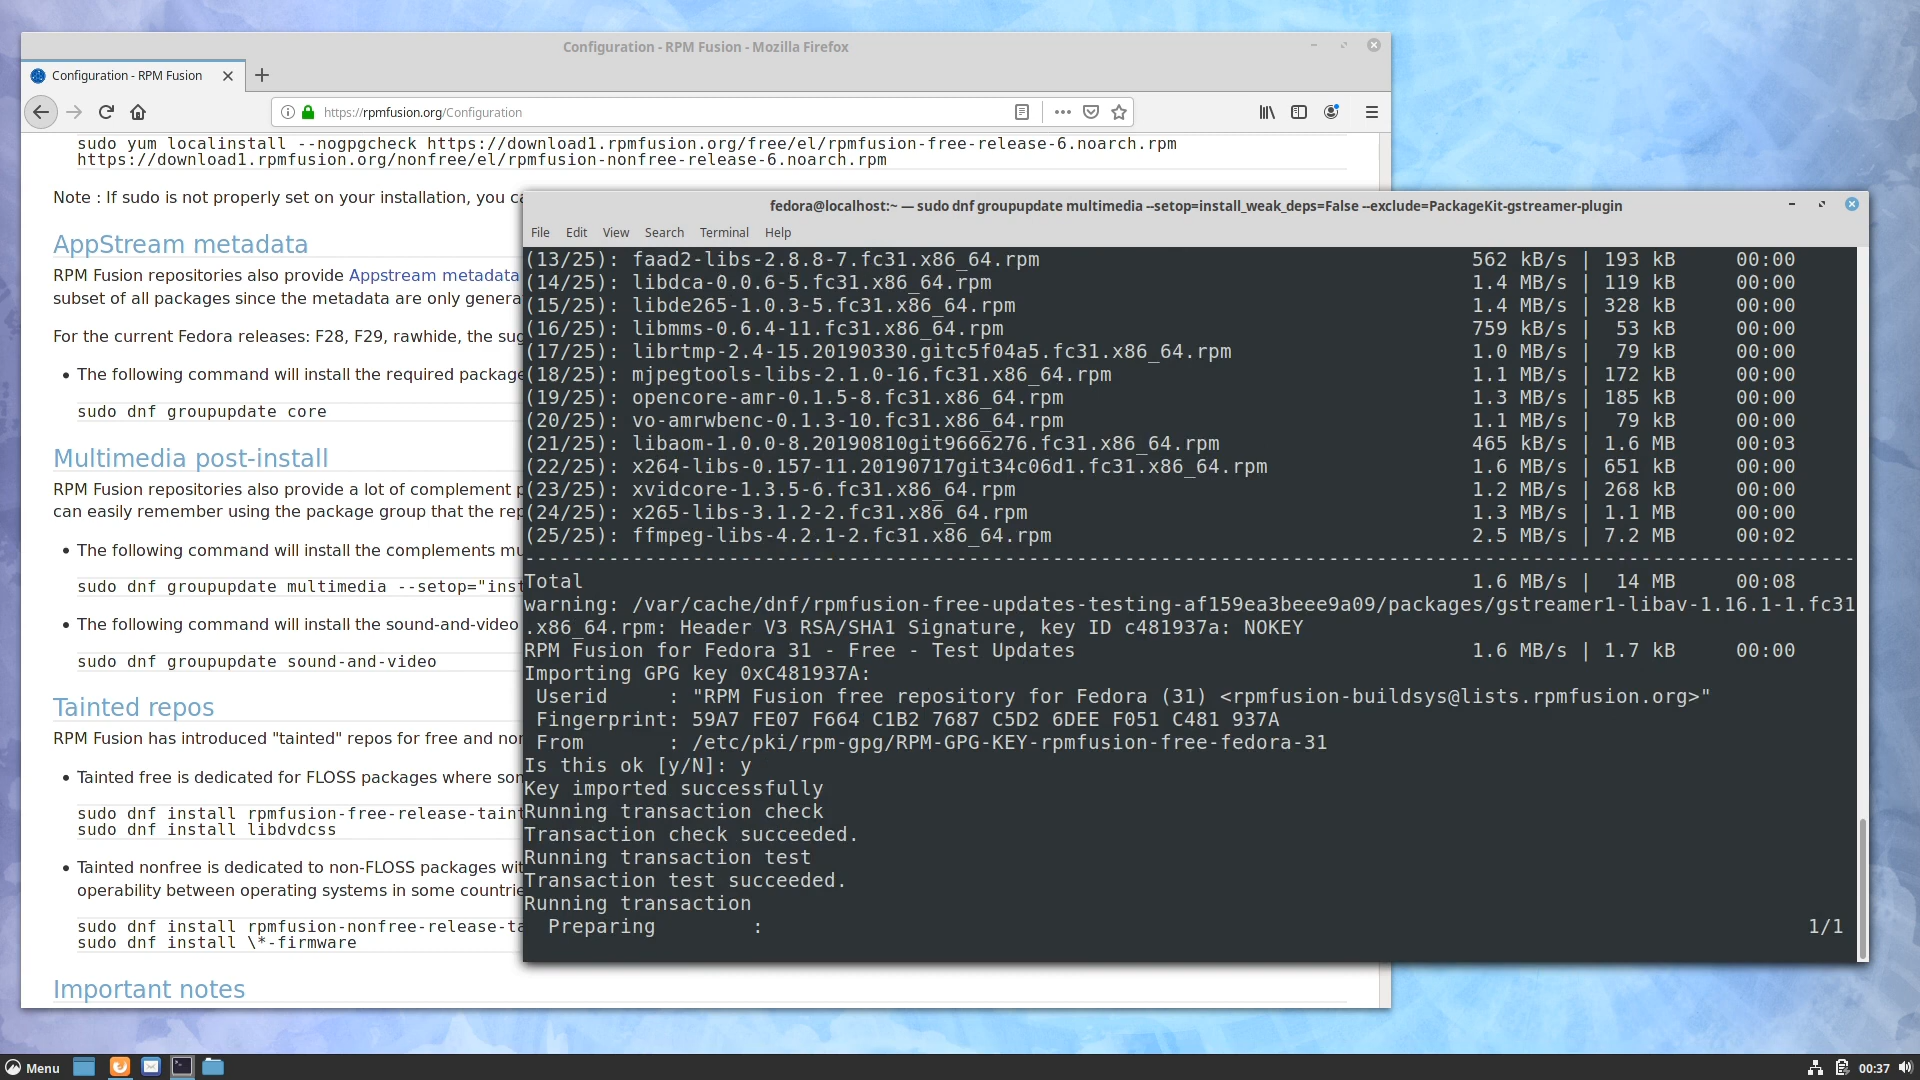 Configuration - RPM Fusion - Mozilla Firefox
Configuration - RPM Fusion
https://rpmfusion.org/Configuration
sudo yum localinstall --nogpgcheck https://download1.rpmfusion.org/free/el/rpmfusion-free-release-6.noarch.rpm
https://download1.rpmfusion.org/nonfree/el/rpmfusion-nonfree-release-6.noarch.rpm
Note : If sudo is not properly set on your installation, you ca
AppStream metadata
RPM Fusion repositories also provide Appstream metadata
subset of all packages since the metadata are only genera
For the current Fedora releases: F28, F29, rawhide, the sug
• The following command will install the required package
sudo dnf groupupdate core
Multimedia post-install
RPM Fusion repositories also provide a lot of complement p
can easily remember using the package group that the rep
• The following command will install the complements mu
sudo dnf groupupdate multimedia --setop="inst
• The following command will install the sound-and-video
sudo dnf groupupdate sound-and-video
Tainted repos
RPM Fusion has introduced "tainted" repos for free and nor
• Tainted free is dedicated for FLOSS packages where som
sudo dnf install rpmfusion-free-release-taint
sudo dnf install libdvdcss
• Tainted nonfree is dedicated to non-FLOSS packages wit
operability between operating systems in some countrie
sudo dnf install rpmfusion-nonfree-release-ta
sudo dnf install \*-firmware
Important notes
fedora@localhost:~ — sudo dnf groupupdate multimedia --setop=install_weak_deps=False --exclude=PackageKit-gstreamer-plugin
File Edit View Search Terminal Help
(13/25): faad2-libs-2.8.8-7.fc31.x86_64.rpm 562 kB/s | 193 kB 00:00
(14/25): libdca-0.0.6-5.fc31.x86_64.rpm 1.4 MB/s | 119 kB 00:00
(15/25): libde265-1.0.3-5.fc31.x86_64.rpm 1.4 MB/s | 328 kB 00:00
(16/25): libmms-0.6.4-11.fc31.x86_64.rpm 759 kB/s | 53 kB 00:00
(17/25): librtmp-2.4-15.20190330.gitc5f04a5.fc31.x86_64.rpm 1.0 MB/s | 79 kB 00:00
(18/25): mjpegtools-libs-2.1.0-16.fc31.x86_64.rpm 1.1 MB/s | 172 kB 00:00
(19/25): opencore-amr-0.1.5-8.fc31.x86_64.rpm 1.3 MB/s | 185 kB 00:00
(20/25): vo-amrwbenc-0.1.3-10.fc31.x86_64.rpm 1.1 MB/s | 79 kB 00:00
(21/25): libaom-1.0.0-8.20190810git9666276.fc31.x86_64.rpm 465 kB/s | 1.6 MB 00:03
(22/25): x264-libs-0.157-11.20190717git34c06d1.fc31.x86_64.rpm 1.6 MB/s | 651 kB 00:00
(23/25): xvidcore-1.3.5-6.fc31.x86_64.rpm 1.2 MB/s | 268 kB 00:00
(24/25): x265-libs-3.1.2-2.fc31.x86_64.rpm 1.3 MB/s | 1.1 MB 00:00
(25/25): ffmpeg-libs-4.2.1-2.fc31.x86_64.rpm 2.5 MB/s | 7.2 MB 00:02
---------------------------------------------------------------------------------------------------------------
Total 1.6 MB/s | 14 MB 00:08
warning: /var/cache/dnf/rpmfusion-free-updates-testing-af159ea3beee9a09/packages/gstreamer1-libav-1.16.1-1.fc31
.x86_64.rpm: Header V3 RSA/SHA1 Signature, key ID c481937a: NOKEY
RPM Fusion for Fedora 31 - Free - Test Updates 1.6 MB/s | 1.7 kB 00:00
Importing GPG key 0xC481937A:
Userid : "RPM Fusion free repository for Fedora (31) <rpmfusion-buildsys@lists.rpmfusion.org>"
Fingerprint: 59A7 FE07 F664 C1B2 7687 C5D2 6DEE F051 C481 937A
From : /etc/pki/rpm-gpg/RPM-GPG-KEY-rpmfusion-free-fedora-31
Is this ok [y/N]: y
Key imported successfully
Running transaction check
Transaction check succeeded.
Running transaction test
Transaction test succeeded.
Running transaction
Preparing : 1/1
Menu
00:37